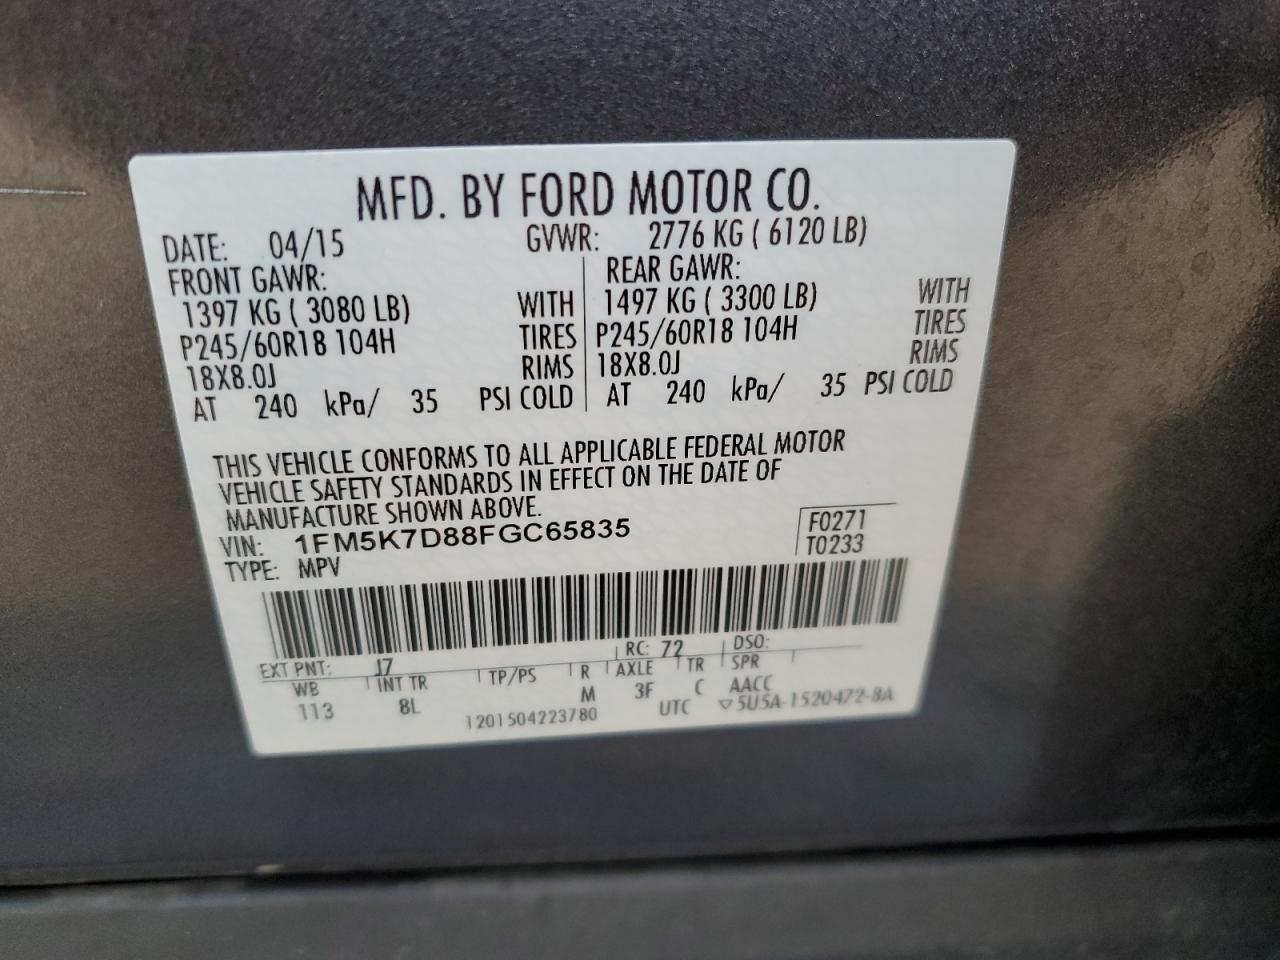 MFD. BY FORD MOTOR CO.
DATE: 04/15 GVWR: 2776 KG ( 6120 LB)
FRONT GAWR: REAR GAWR:
1397 KG ( 3080 LB) WITH 1497 KG ( 3300 LB) WITH
P245/60R18 104H TIRES P245/60R18 104H TIRES
18X8.0J RIMS 18X8.0J RIMS
AT 240 kPa/ 35 PSI COLD AT 240 kPa/ 35 PSI COLD
THIS VEHICLE CONFORMS TO ALL APPLICABLE FEDERAL MOTOR
VEHICLE SAFETY STANDARDS IN EFFECT ON THE DATE OF
MANUFACTURE SHOWN ABOVE.
VIN: 1FM5K7D88FGC65835 F0271
TYPE: MPV T0233
EXT PNT: J7 RC: 72 DSO:
WB INT TR TP/PS R AXLE TR SPR
113 8L M 3F C AACC
1201504223780 UTC ▽5U5A-1520472-BA